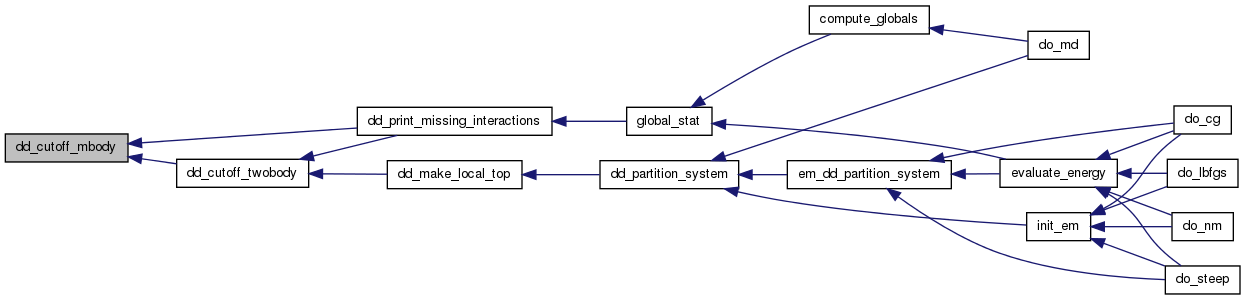 compute_globals
do_md
dd_print_missing_interactions
global_stat
do_cg
dd_cutoff_mbody
dd_cutoff_twobody
dd_make_local_top
dd_partition_system
em_dd_partition_system
evaluate_energy
do_lbfgs
init_em
do_nm
do_steep